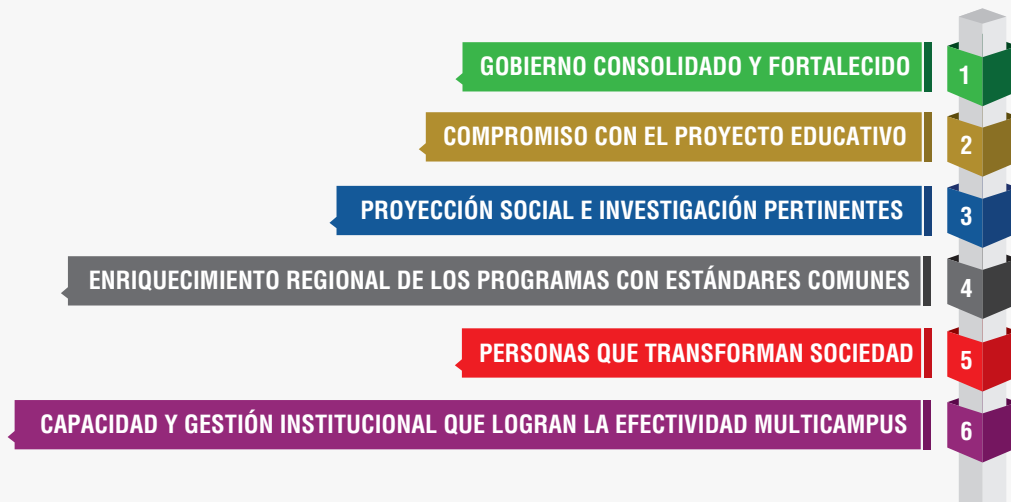 GOBIERNO CONSOLIDADO Y FORTALECIDO 1
COMPROMISO CON EL PROYECTO EDUCATIVO 2
PROYECCIÓN SOCIAL E INVESTIGACIÓN PERTINENTES 3
ENRIQUECIMIENTO REGIONAL DE LOS PROGRAMAS CON ESTÁNDARES COMUNES 4
PERSONAS QUE TRANSFORMAN SOCIEDAD 5
CAPACIDAD Y GESTIÓN INSTITUCIONAL QUE LOGRAN LA EFECTIVIDAD MULTICAMPUS 6